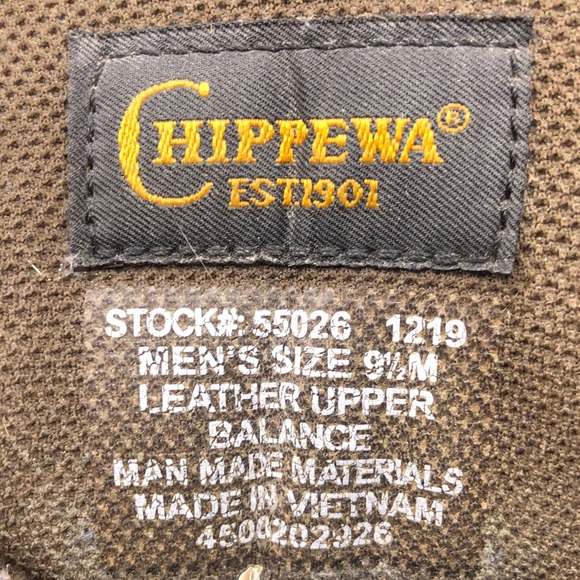 CHIPPEWA®
EST.1901
STOCK#: 55026 1219
MEN'S SIZE 9½M
LEATHER UPPER
BALANCE
MAN MADE MATERIALS
MADE IN VIETNAM
4500202926